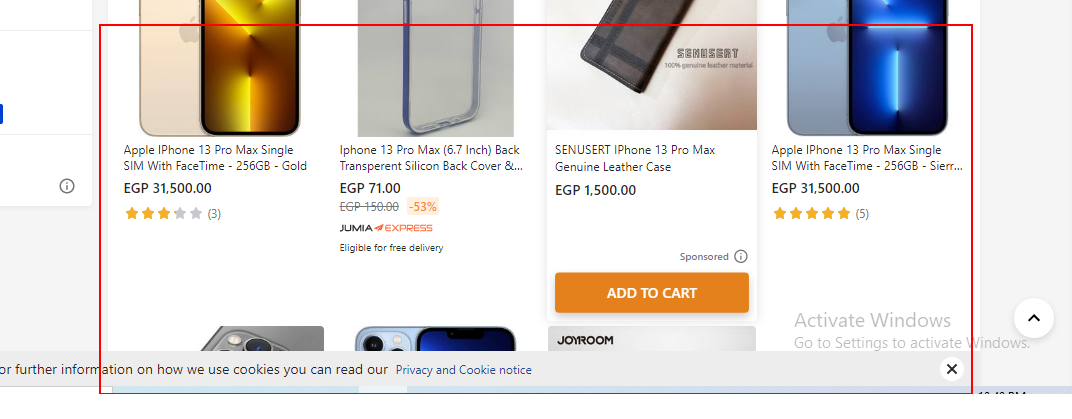 SENUSERT
100% genuine leather material
Apple IPhone 13 Pro Max Single
SIM With FaceTime - 256GB - Gold
EGP 31,500.00
(3)
Iphone 13 Pro Max (6.7 Inch) Back
Transperent Silicon Back Cover &...
EGP 71.00
EGP 150.00 -53%
JUMIA EXPRESS
Eligible for free delivery
SENUSERT IPhone 13 Pro Max
Genuine Leather Case
EGP 1,500.00
Sponsored
ADD TO CART
Apple IPhone 13 Pro Max Single
SIM With FaceTime - 256GB - Sierr...
EGP 31,500.00
(5)
JOYROOM
Activate Windows
Go to Settings to activate Windows.
or further information on how we use cookies you can read our Privacy and Cookie notice